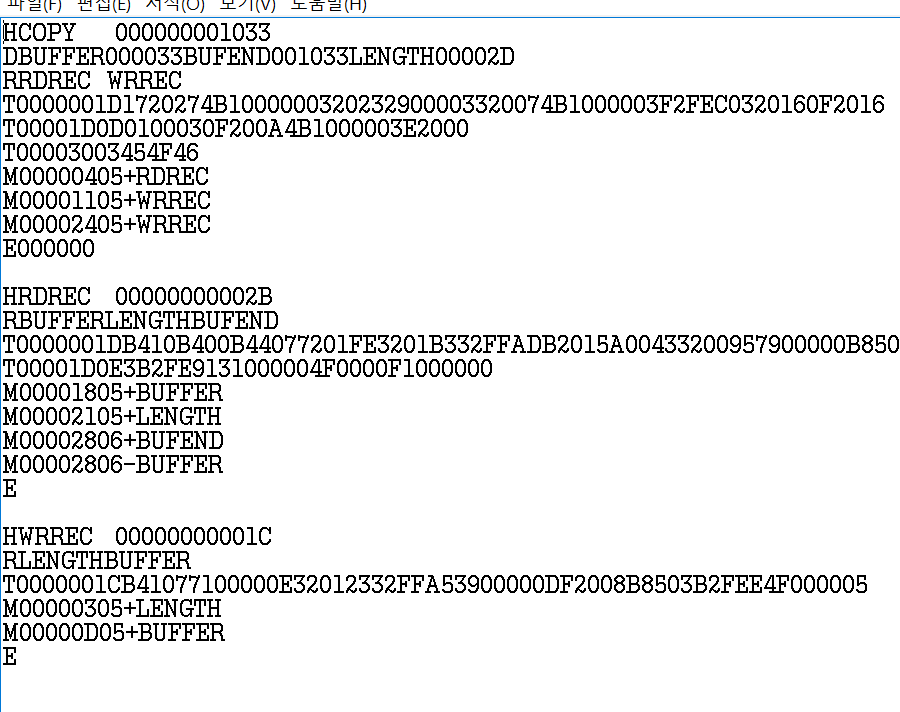 파일(F) 편집(E) 서식(O) 보기(V) 도움말(H)
HCOPY   000000001033
DBUFFER000033BUFEND001033LENGTH00002D
RRDREC WRREC
T0000001D1720274B1000000320232900003320074B1000003F2FEC0320160F2016
T00001D0D0100030F200A4B1000003E2000
T00003003454F46
M00000405+RDREC
M00001105+WRREC
M00002405+WRREC
E000000
HRDREC  00000000002B
RBUFFERLENGTHBUFEND
T0000001DB410B400B44077201FE3201B332FFADB2015A00433200957900000B850
T00001D0E3B2FE9131000004F0000F1000000
M00001805+BUFFER
M00002105+LENGTH
M00002806+BUFEND
M00002806-BUFFER
E
HWRREC  00000000001C
RLENGTHBUFFER
T0000001CB41077100000E32012332FFA53900000DF2008B8503B2FEE4F000005
M00000305+LENGTH
M00000D05+BUFFER
E